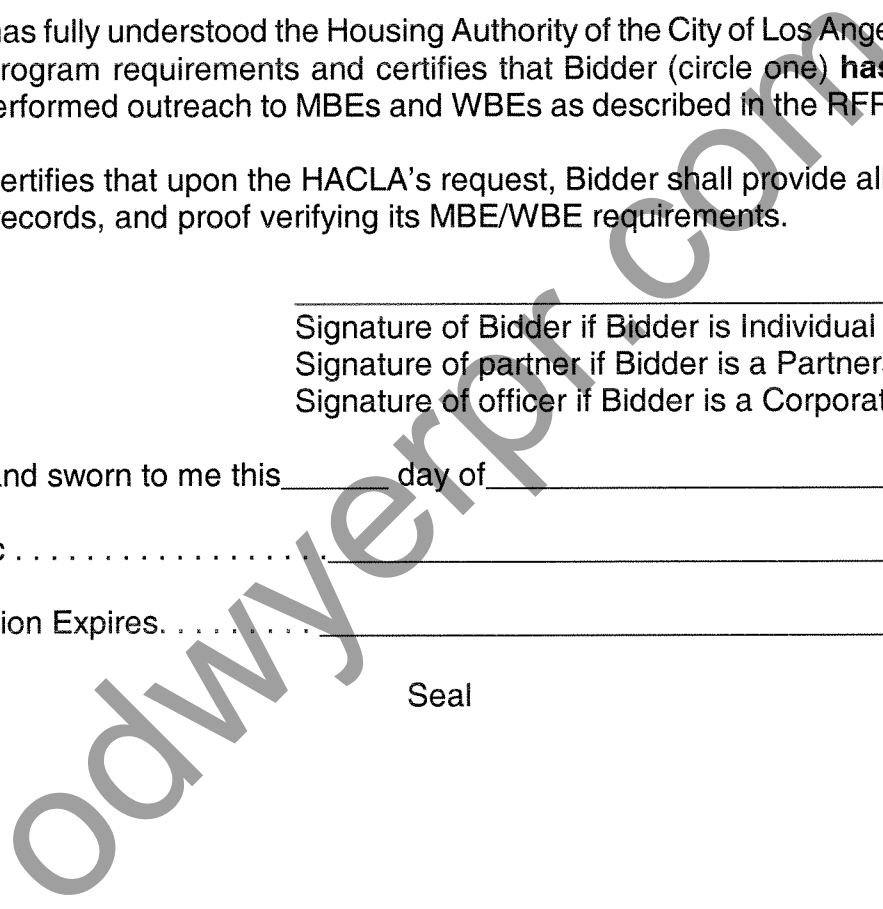 has fully understood the Housing Authority of the City of Los Ange
rogram requirements and certifies that Bidder (circle one) has
erformed outreach to MBEs and WBEs as described in the RFP
ertifies that upon the HACLA's request, Bidder shall provide all
records, and proof verifying its MBE/WBE requirements.
Signature of Bidder if Bidder is Individual
Signature of partner if Bidder is a Partners
Signature of officer if Bidder is a Corporat
nd sworn to me this______ day of
c . . . . . . . . . . . . . . . . . .
ion Expires. . . . . . . . .
Seal
odwyerpr.com